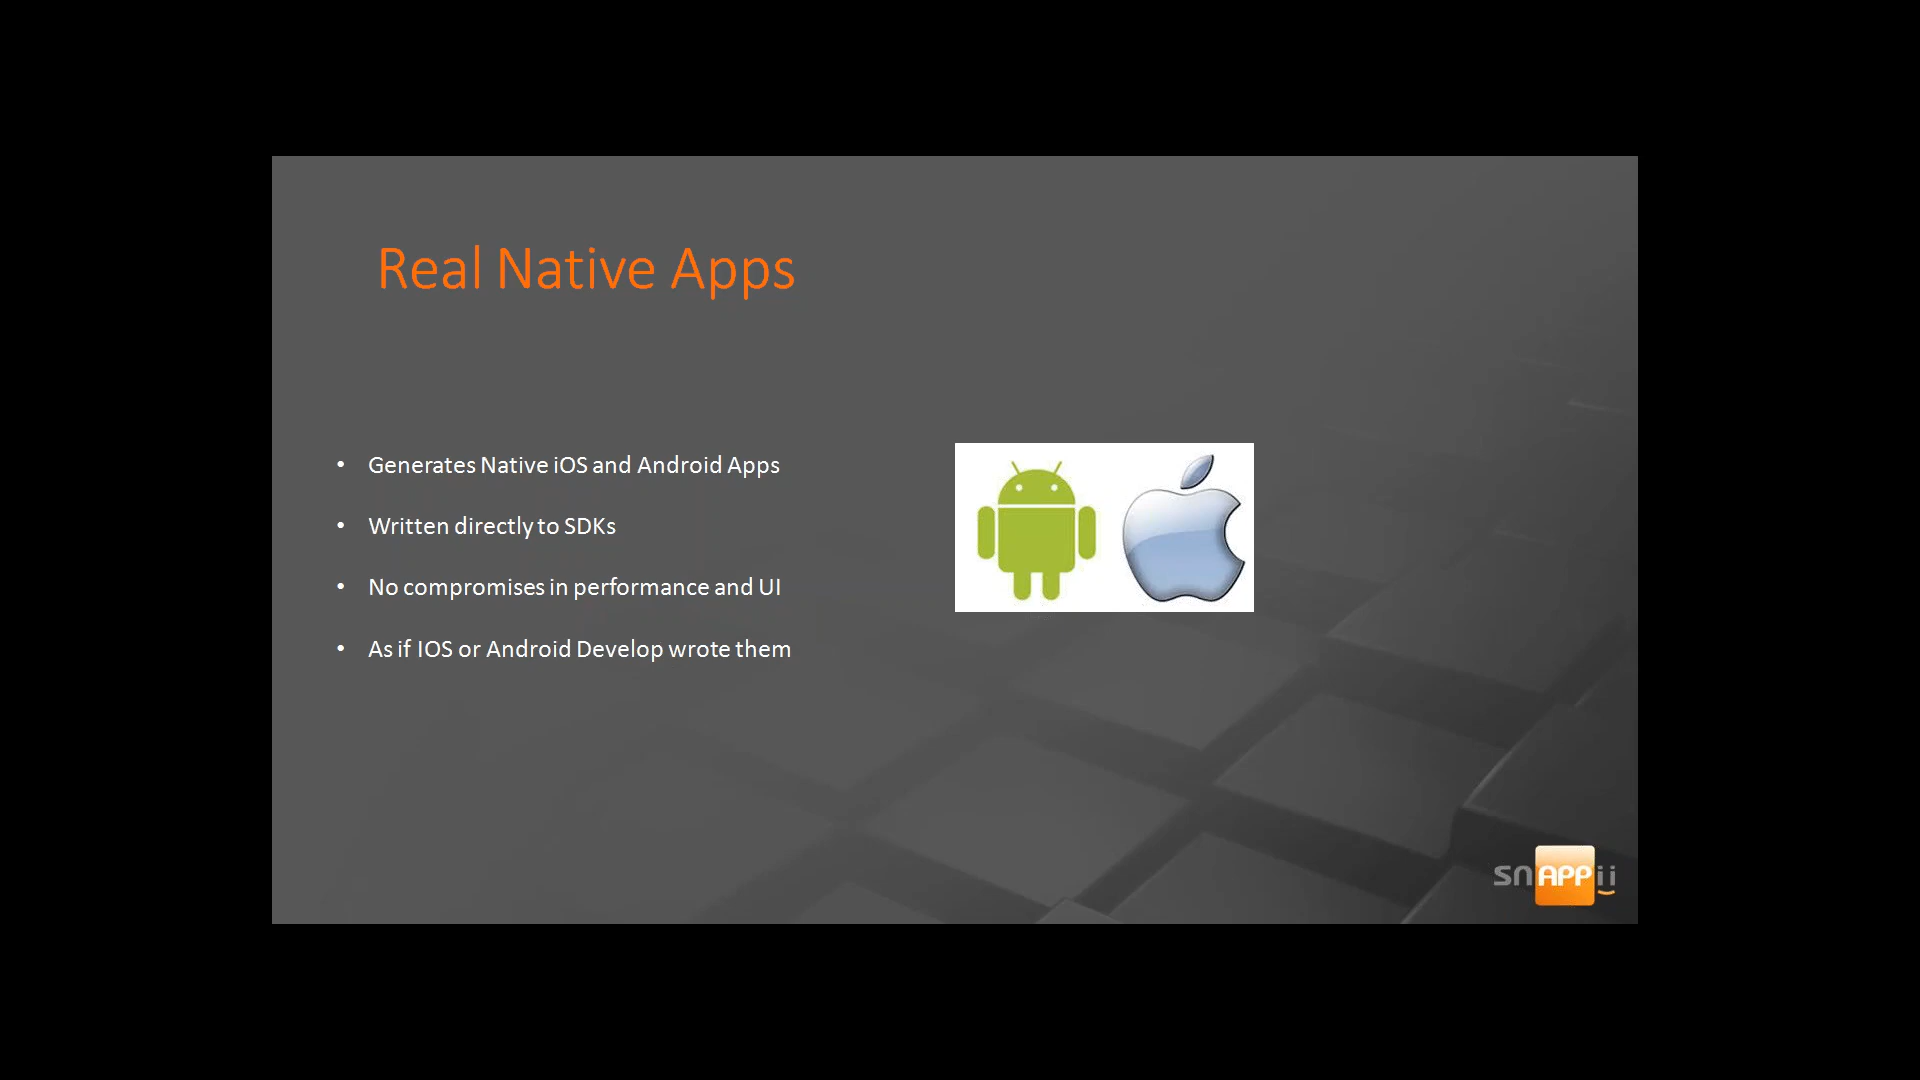 Real Native Apps
• Generates Native iOS and Android Apps
• Written directly to SDKs
• No compromises in performance and UI
• As if IOS or Android Develop wrote them
snAPPii